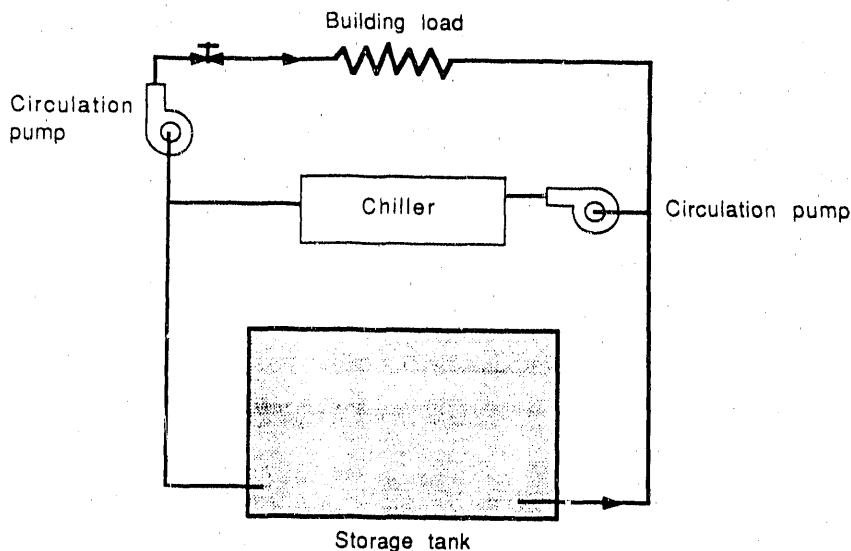 Building load
Circulation
pump
Chiller
Circulation pump
Storage tank